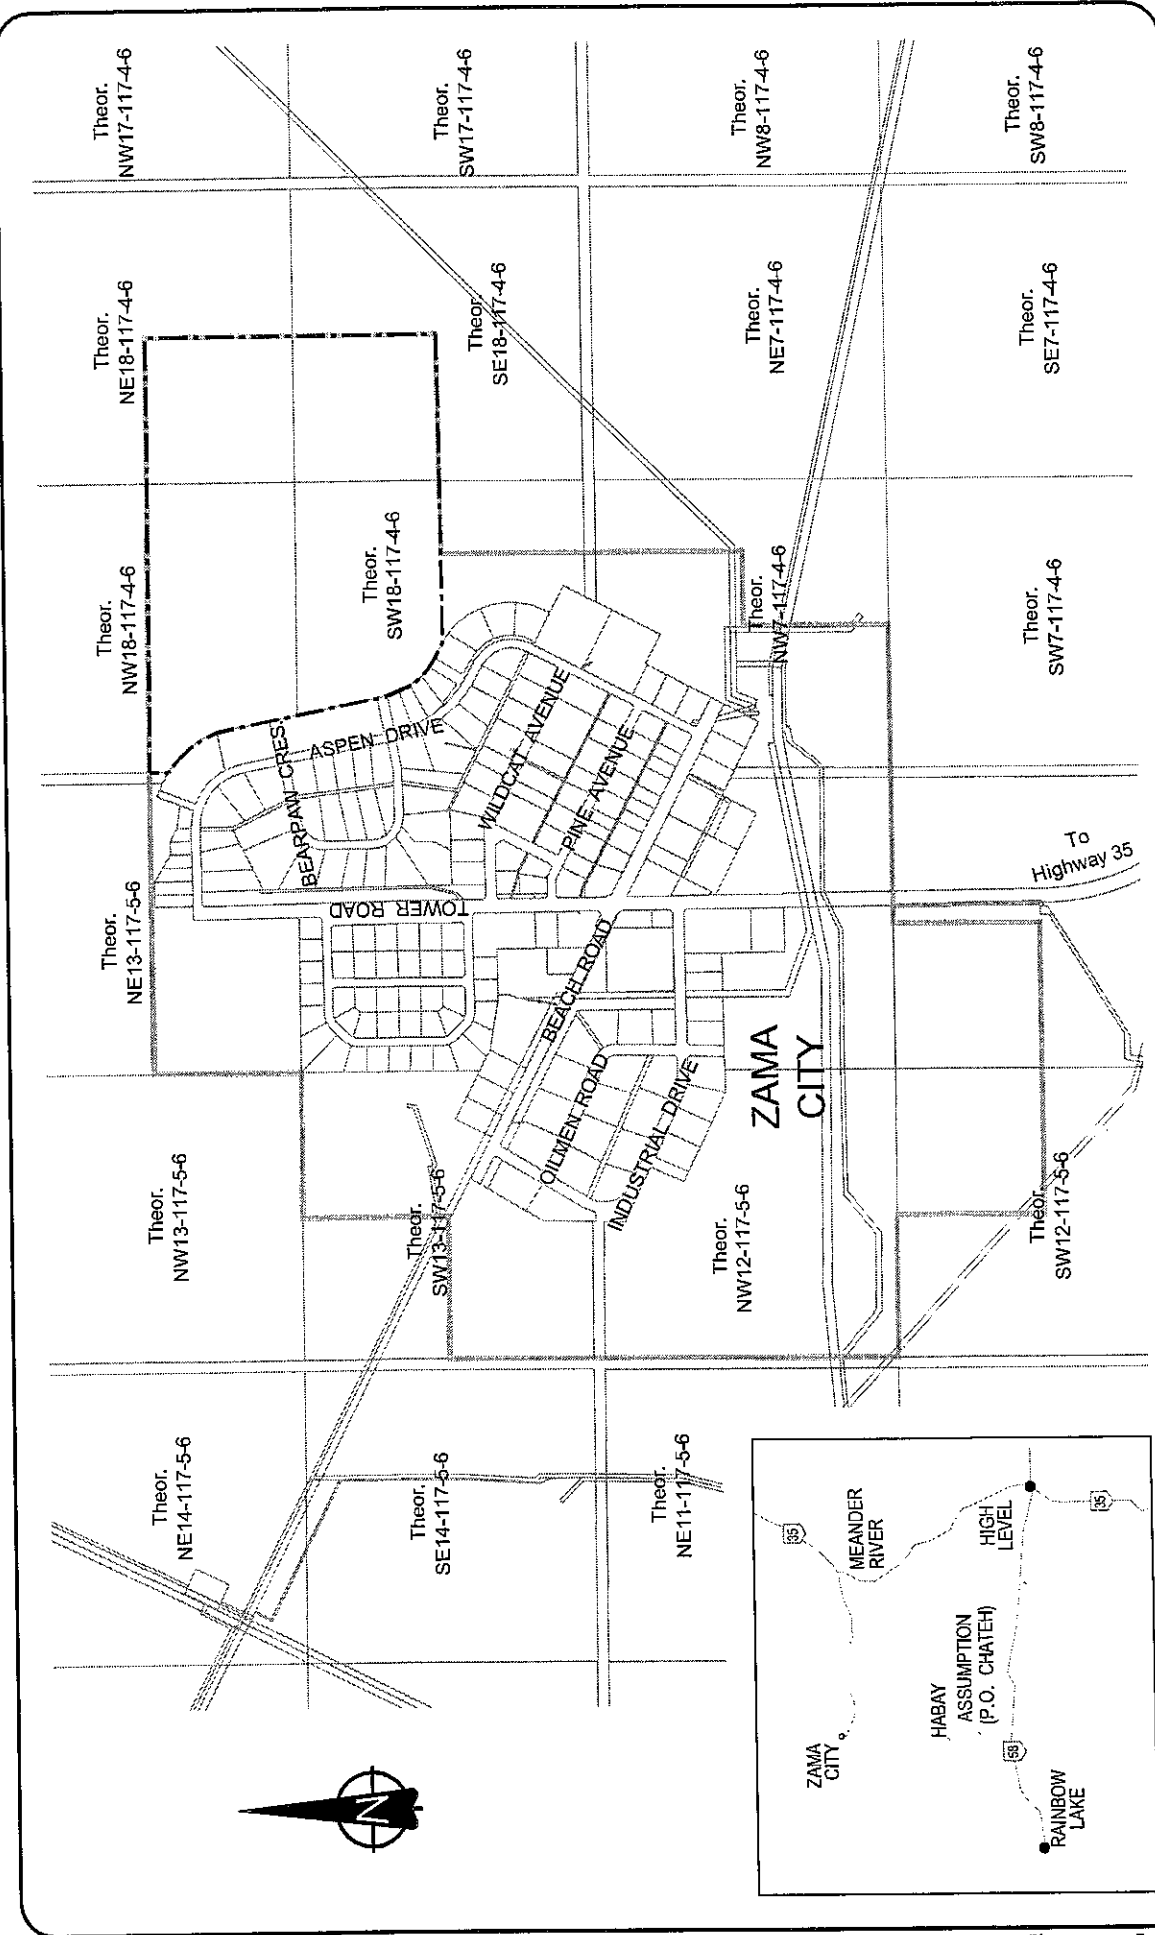 Theor.
NE14-117-5-6
Theor.
NW13-117-5-6
Theor.
NE13-117-5-6
Theor.
NW18-117-4-6
Theor.
NE18-117-4-6
Theor.
NW17-117-4-6
Theor.
SE14-117-5-6
Theor.
SW13-117-5-6
Theor.
SW18-117-4-6
Theor.
SE18-117-4-6
Theor.
SW17-117-4-6
BEARPAW CRES.
ASPEN DRIVE
TOWER ROAD
WILDCAT AVENUE
PINE AVENUE
BEACH ROAD
OILMEN ROAD
INDUSTRIAL DRIVE
Theor.
NE11-117-5-6
Theor.
NW12-117-5-6
ZAMA
CITY
Theor.
NW7-117-4-6
Theor.
NE7-117-4-6
Theor.
NW8-117-4-6
Theor.
SW12-117-5-6
To
Highway 35
Theor.
SW7-117-4-6
Theor.
SE7-117-4-6
Theor.
SW8-117-4-6
N
35
ZAMA
CITY
MEANDER
RIVER
HABAY
ASSUMPTION
(P.O. CHATEH)
HIGH
LEVEL
58
RAINBOW
LAKE
35